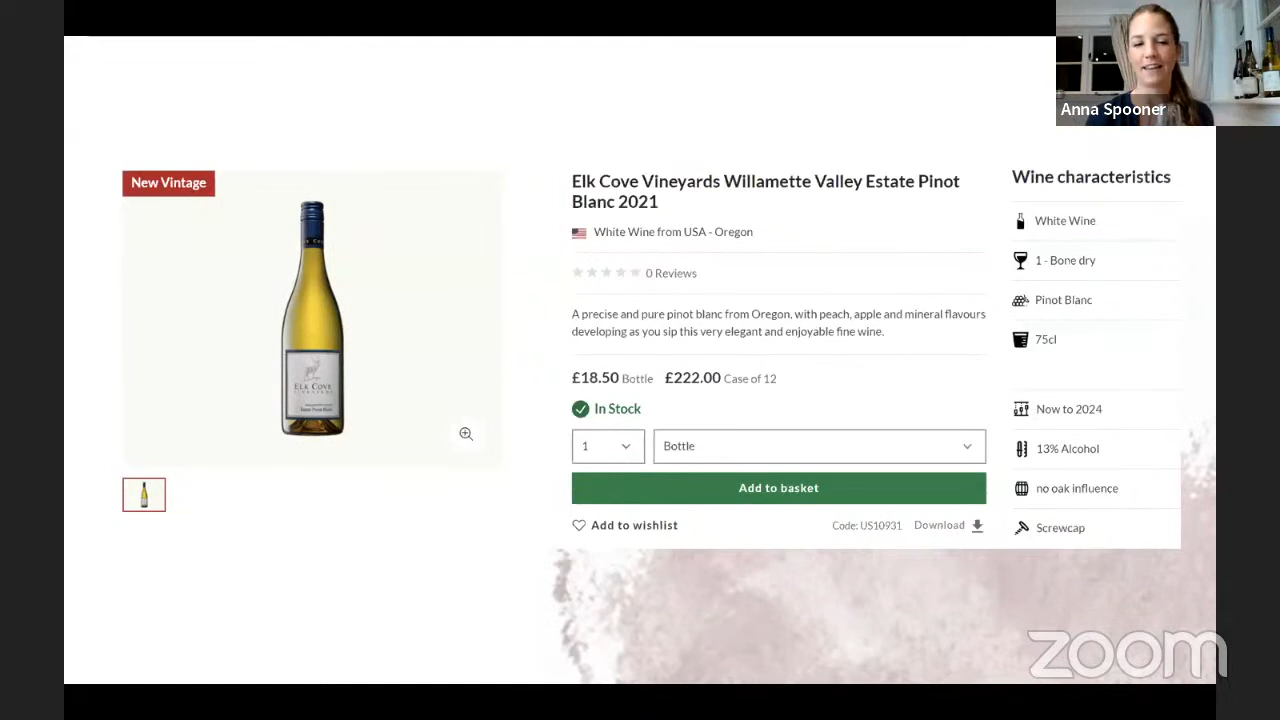 Anna Spooner
New Vintage
ELK COVE
VINEYARDS
Elk Cove Vineyards Willamette Valley Estate Pinot
Blanc 2021
White Wine from USA - Oregon
0 Reviews
A precise and pure pinot blanc from Oregon, with peach, apple and mineral flavours
developing as you sip this very elegant and enjoyable fine wine.
£18.50 Bottle £222.00 Case of 12
In Stock
1 Bottle
Add to basket
Add to wishlist Code: US10931 Download
Wine characteristics
White Wine
1 - Bone dry
Pinot Blanc
75cl
Now to 2024
13% Alcohol
no oak influence
Screwcap
zoom